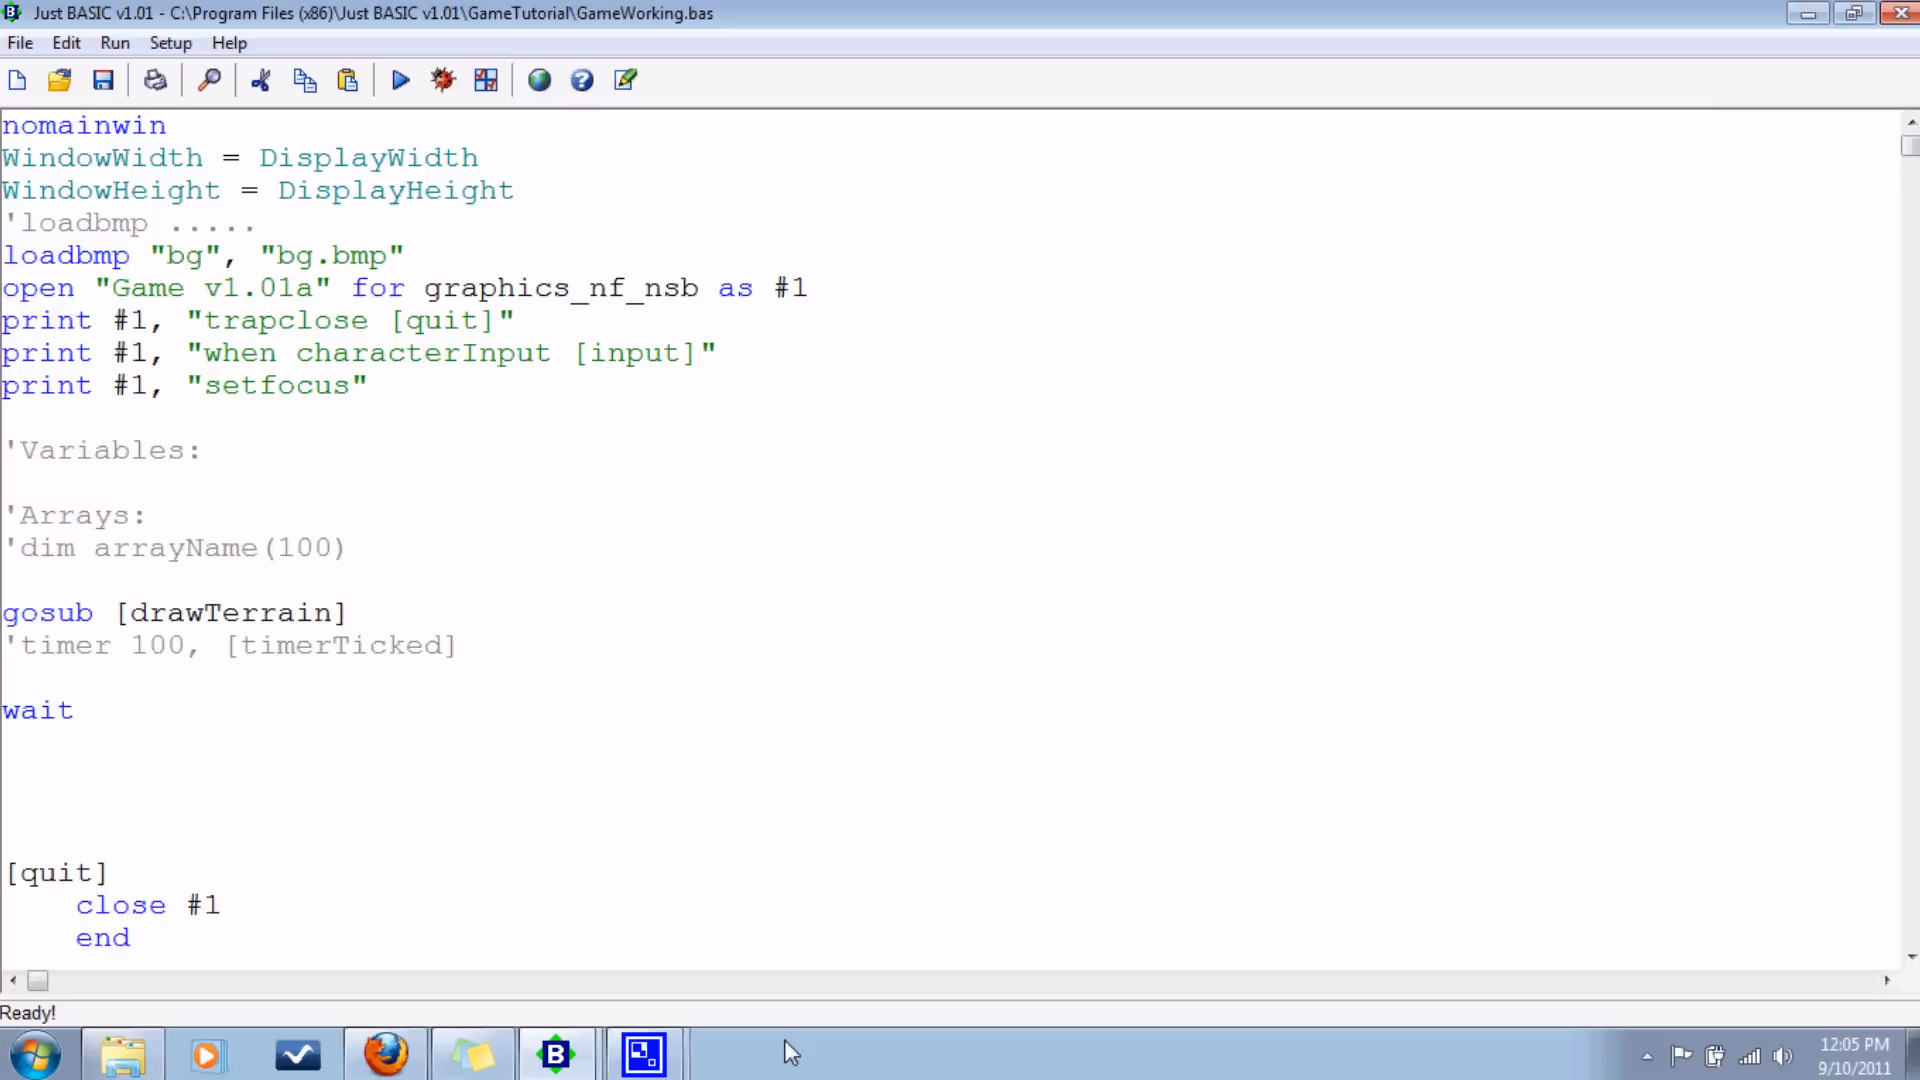 Just BASIC v1.01 - C:\Program Files (x86)\Just BASIC v1.01\GameTutorial\GameWorking.bas
File Edit Run Setup Help
nomainwin
WindowWidth = DisplayWidth
WindowHeight = DisplayHeight
'loadbmp .....
loadbmp "bg", "bg.bmp"
open "Game v1.01a" for graphics_nf_nsb as #1
print #1, "trapclose [quit]"
print #1, "when characterInput [input]"
print #1, "setfocus"
'Variables:
'Arrays:
'dim arrayName(100)
gosub [drawTerrain]
'timer 100, [timerTicked]
wait
[quit]
close #1
end
Ready!
12:05 PM
9/10/2011